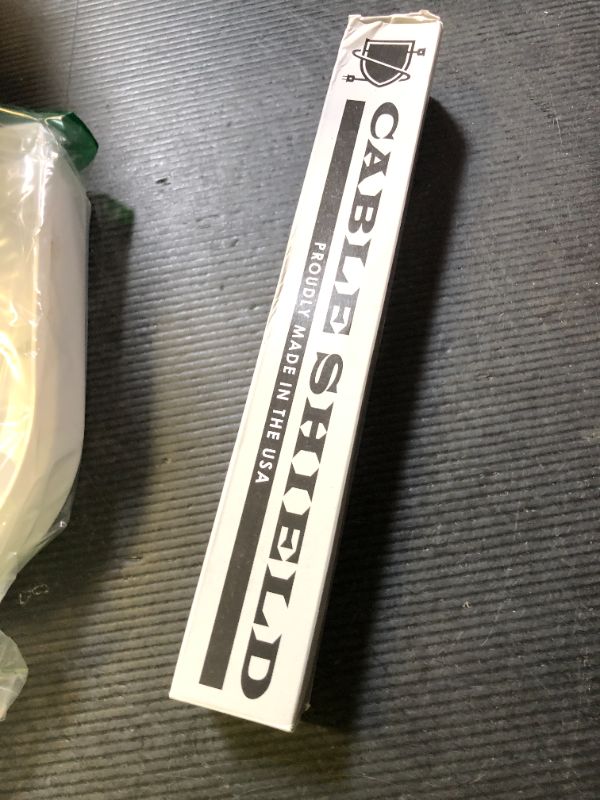 CABLE SHIELD
PROUDLY MADE IN THE USA